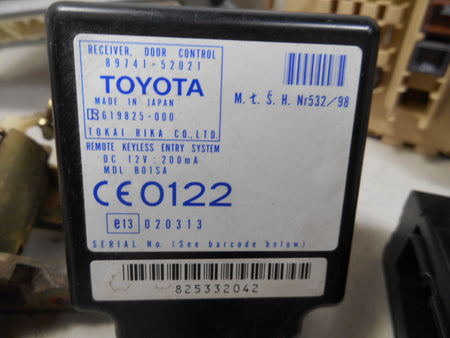 RECEIVER, DOOR CONTROL
89741-52021
TOYOTA
MADE IN JAPAN
619825-000
TOKAI RIKA CO., LTD.
M. t. Ś. H. Nr532/98
REMOTE KEYLESS ENTRY SYSTEM
DC 12V: 200mA
MDL B01SA
CE0122
e13 020313
SERIAL No. (See barcode below)
825332042